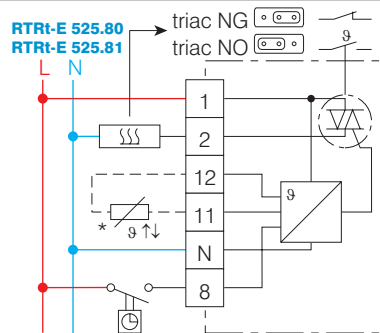 RTRt-E 525.80
RTRt-E 525.81
triac NG
triac NO
ϑ
L N
1
2
12
11
N
8
ϑ
* ϑ ↑↓